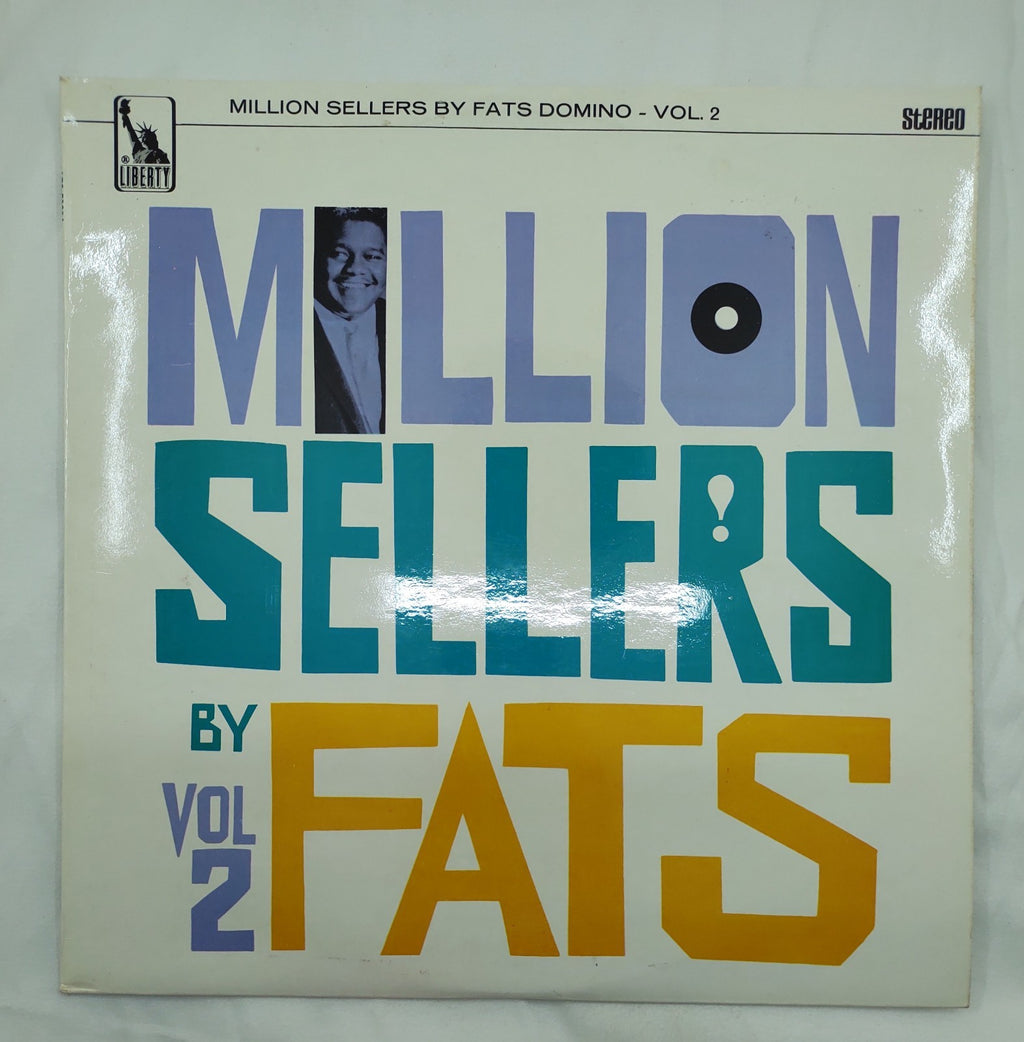 MILLION SELLERS BY FATS DOMINO - VOL. 2
STEREO
® LIBERTY
MILLION
SELLERS
BY FATS
VOL
2